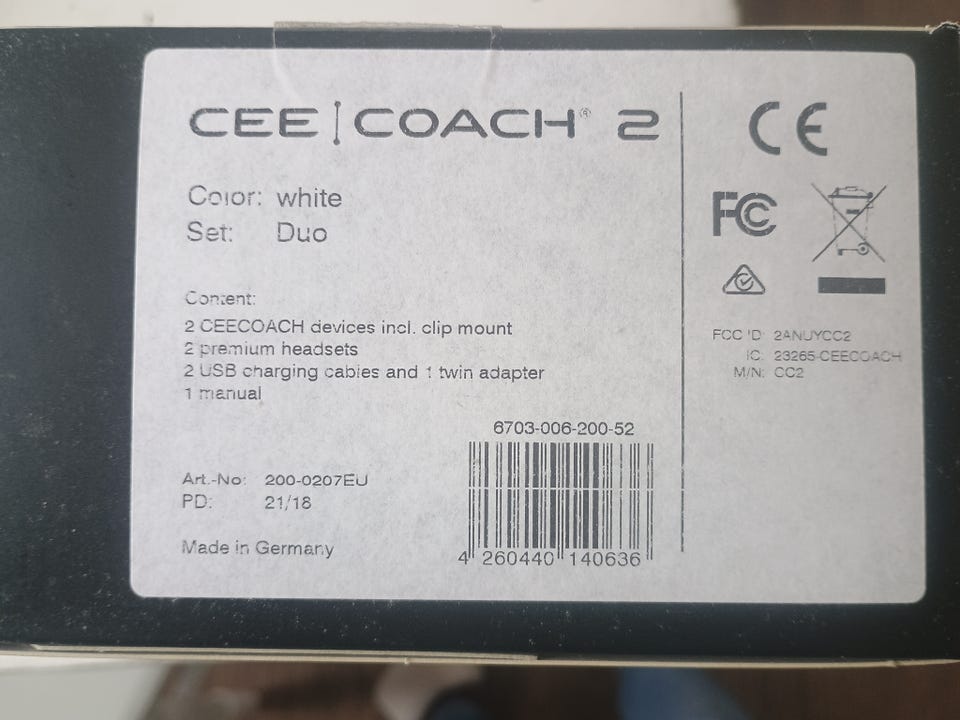 CEE|COACH® 2
Color: white
Set: Duo
Content:
2 CEECOACH devices incl. clip mount
2 premium headsets
2 USB charging cables and 1 twin adapter
1 manual
6703-006-200-52
Art.-No: 200-0207EU
PD: 21/18
Made in Germany
4 260440 140636
CE
FC
FCC ID: 2ANUYCC2
IC: 23265-CEECOACH
M/N: CC2